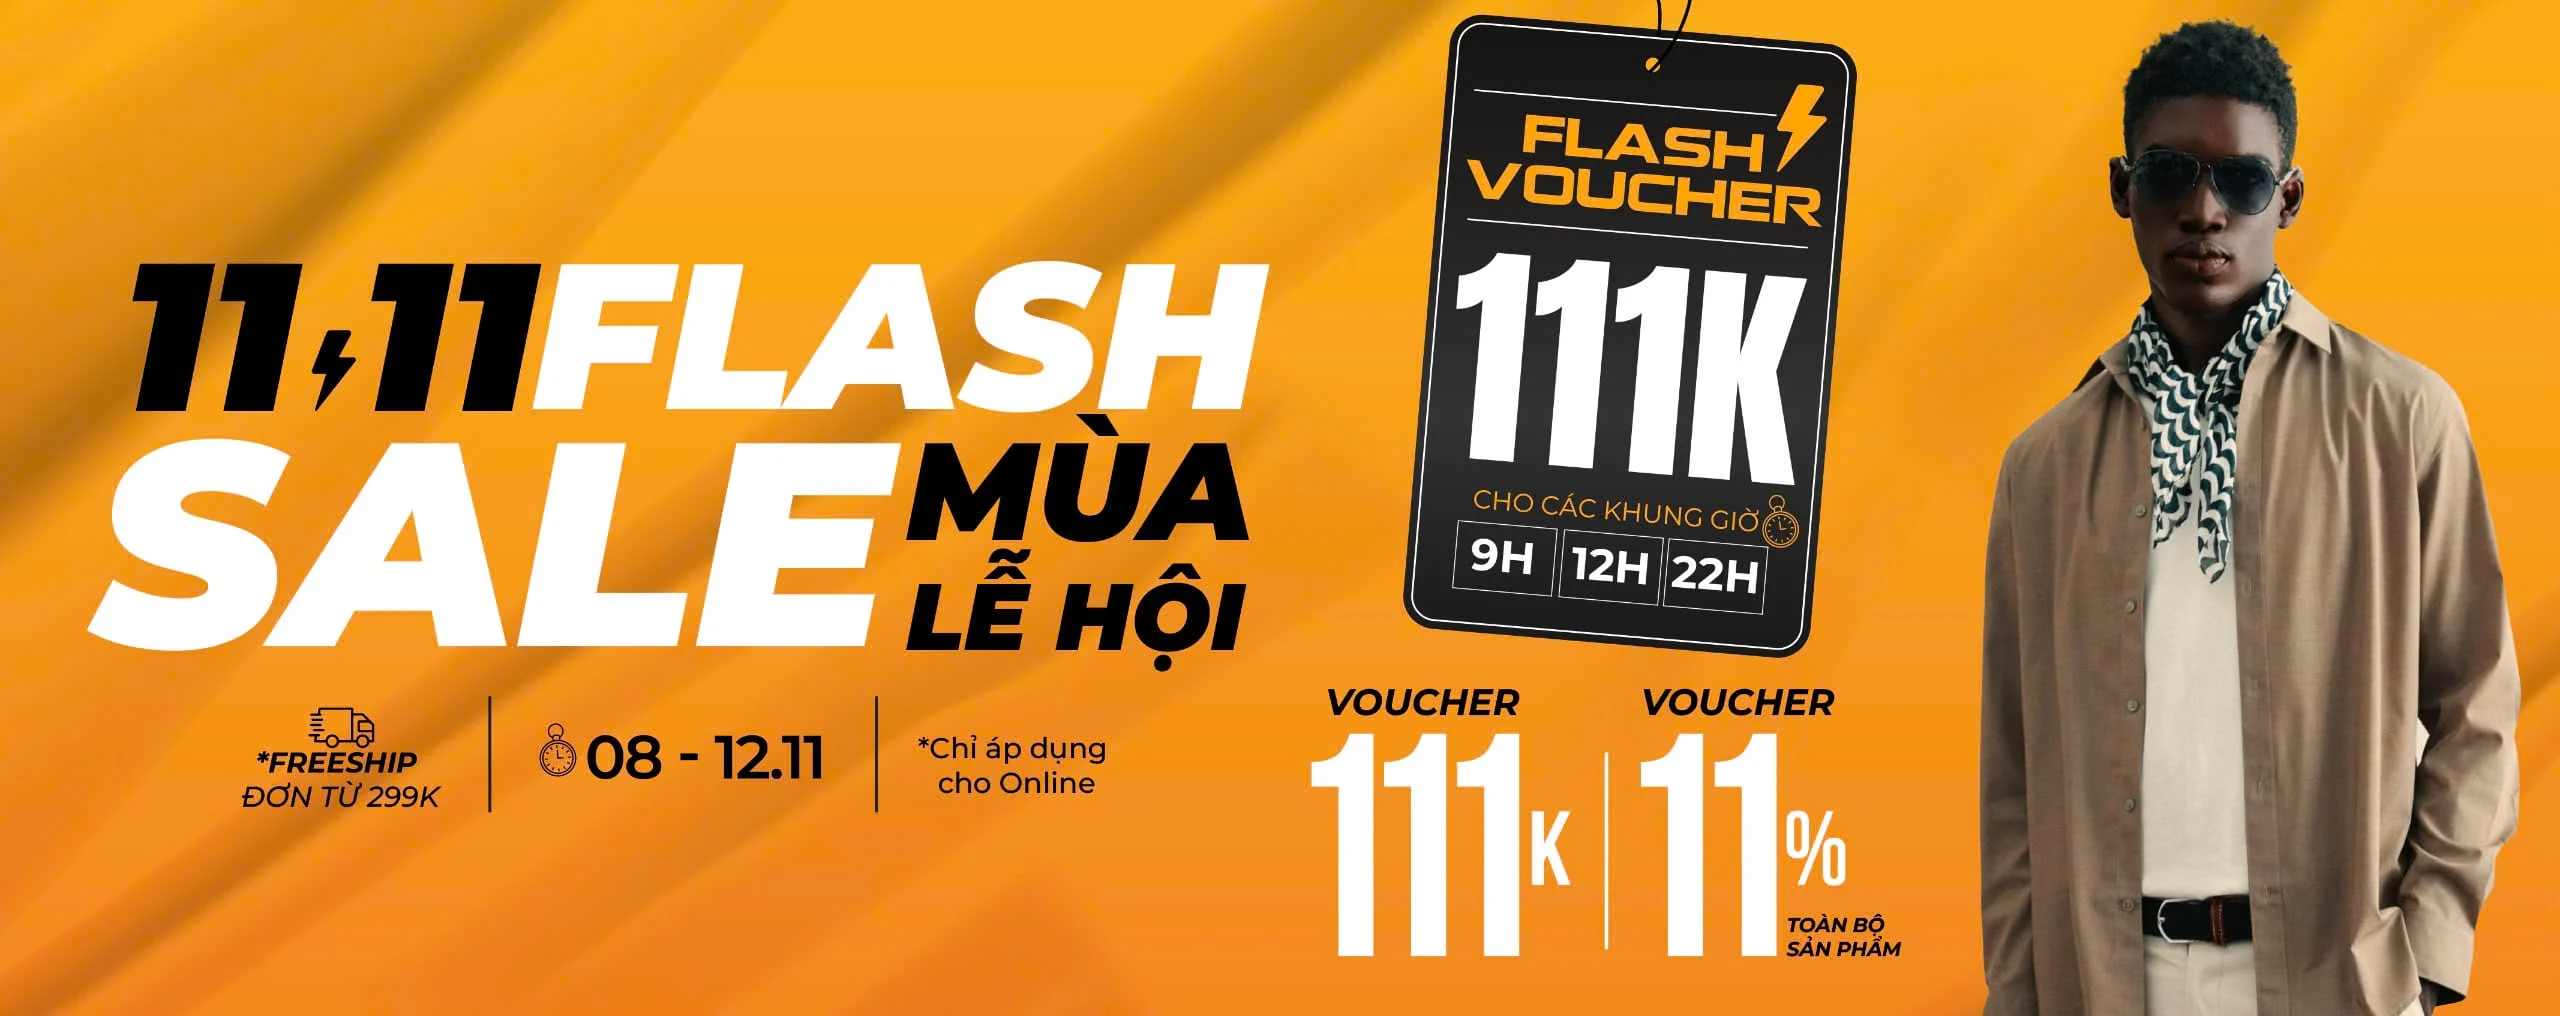 11.11 FLASH
SALE MÙA
LỄ HỘI
*FREESHIP
ĐƠN TỪ 299K
08 - 12.11
*Chỉ áp dụng
cho Online
FLASH
VOUCHER
111K
CHO CÁC KHUNG GIỜ
9H 12H 22H
VOUCHER
111K
VOUCHER
11%
TOÀN BỘ
SẢN PHẨM